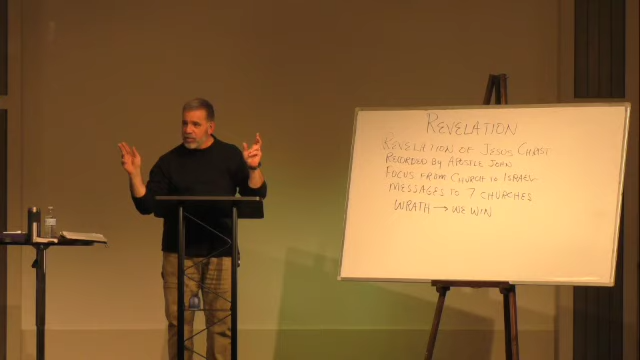 REVELATION
REVELATION OF JESUS CHRIST
RECORDED BY APOSTLE JOHN
FOCUS FROM CHURCH TO ISRAEL
MESSAGES TO 7 CHURCHES
WRATH → WE WIN